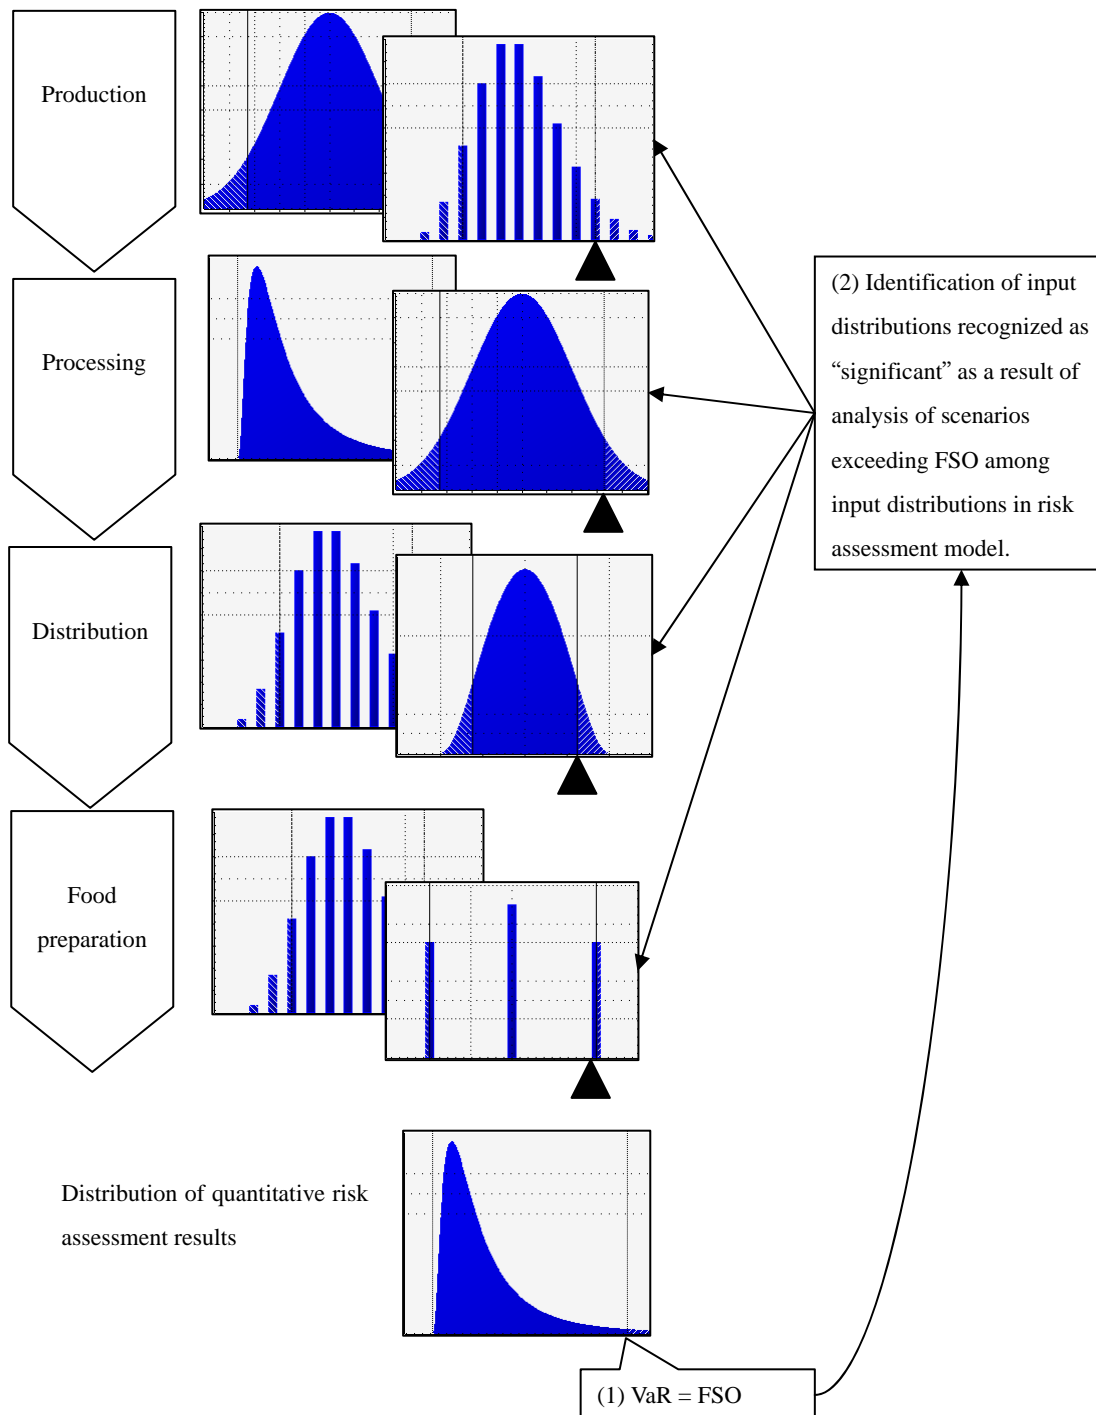 Production
(2) Identification of input
distributions recognized as
“signific” as a result of
analysis of scenarios
exceeding FSO among
input distributions in risk
assessment model.
Processing
Distribution
Food
preparation
Distribution of quantitative risk
assessment results
(1) VaR = FSO